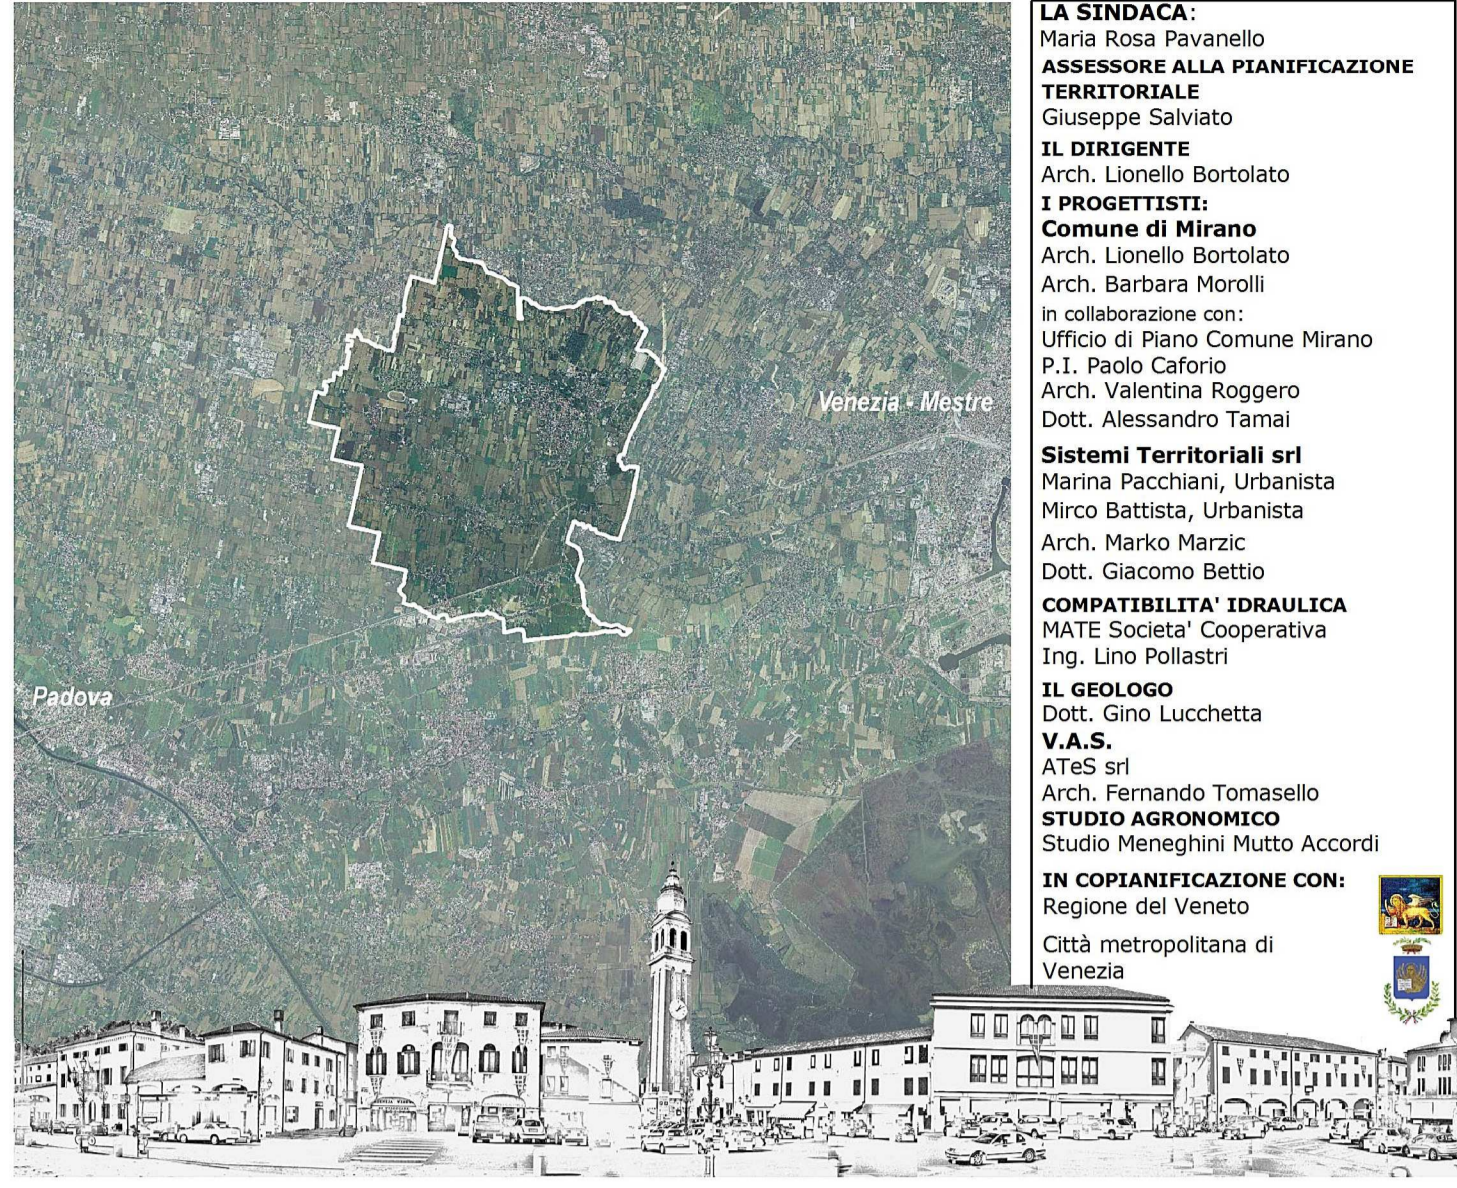 LA SINDACA:
Maria Rosa Pavanello
ASSESSORE ALLA PIANIFICAZIONE
TERRITORIALE
Giuseppe Salviato
IL DIRIGENTE
Arch. Lionello Bortolato
I PROGETTISTI:
Comune di Mirano
Arch. Lionello Bortolato
Arch. Barbara Morolli
in collaborazione con:
Ufficio di Piano Comune Mirano
P.I. Paolo Caforio
Arch. Valentina Roggero
Dott. Alessandro Tamai
Sistemi Territoriali srl
Marina Pacchiani, Urbanista
Mirco Battista, Urbanista
Arch. Marko Marzic
Dott. Giacomo Bettio
COMPATIBILITA' IDRAULICA
MATE Societa' Cooperativa
Ing. Lino Pollastri
IL GEOLOGO
Dott. Gino Lucchetta
V.A.S.
ATeS srl
Arch. Fernando Tomasello
STUDIO AGRONOMICO
Studio Meneghini Mutto Accordi
IN COPIANIFICAZIONE CON:
Regione del Veneto
Città metropolitana di
Venezia
Venezia - Mestre
Padova